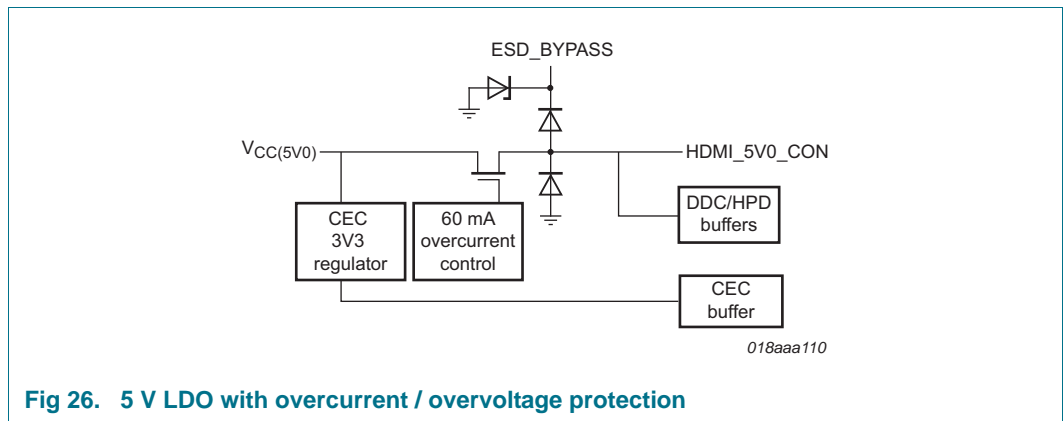 ESD_BYPASS
VCC(5V0)
HDMI_5V0_CON
CEC
3V3
regulator
60 mA
overcurrent
control
DDC/HPD
buffers
CEC
buffer
018aaa110
Fig 26. 5 V LDO with overcurrent / overvoltage protection